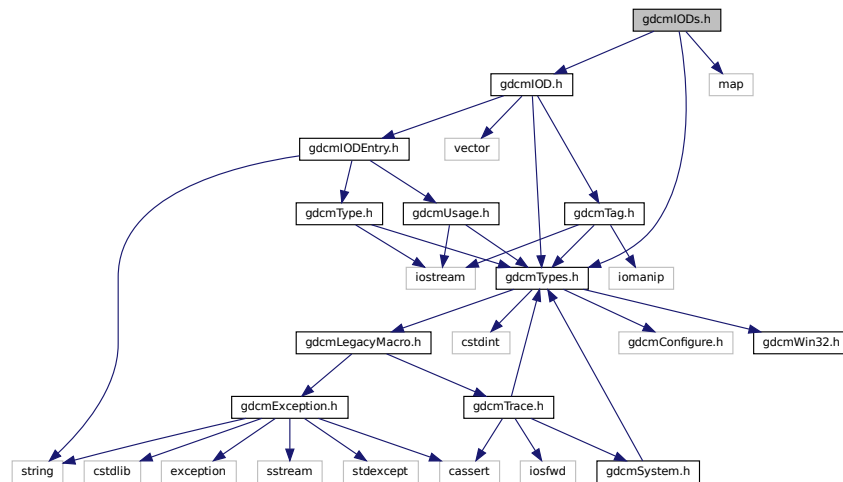 gdcmIODs.h
gdcmIOD.h
map
gdcmIODEntry.h
vector
gdcmType.h
gdcmUsage.h
gdcmTag.h
iostream
gdcmTypes.h
iomanip
gdcmLegacyMacro.h
cstdint
gdcmConfigure.h
gdcmWin32.h
gdcmException.h
gdcmTrace.h
string
cstdlib
exception
sstream
stdexcept
cassert
iosfwd
gdcmSystem.h